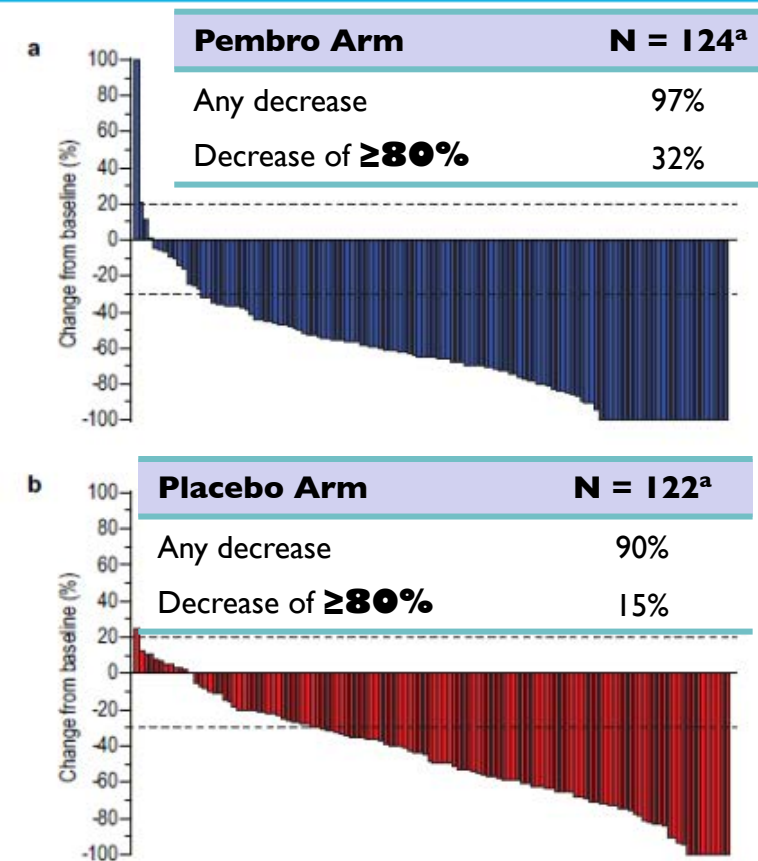 a
Pembro Arm N = 124ᵃ
Any decrease 97%
Decrease of ≥80% 32%
Change from baseline (%)
100
80
60
40
20
0
-20
-40
-60
-80
-100
b
Placebo Arm N = 122ᵃ
Any decrease 90%
Decrease of ≥80% 15%
Change from baseline (%)
100
80
60
40
20
0
-20
-40
-60
-80
-100